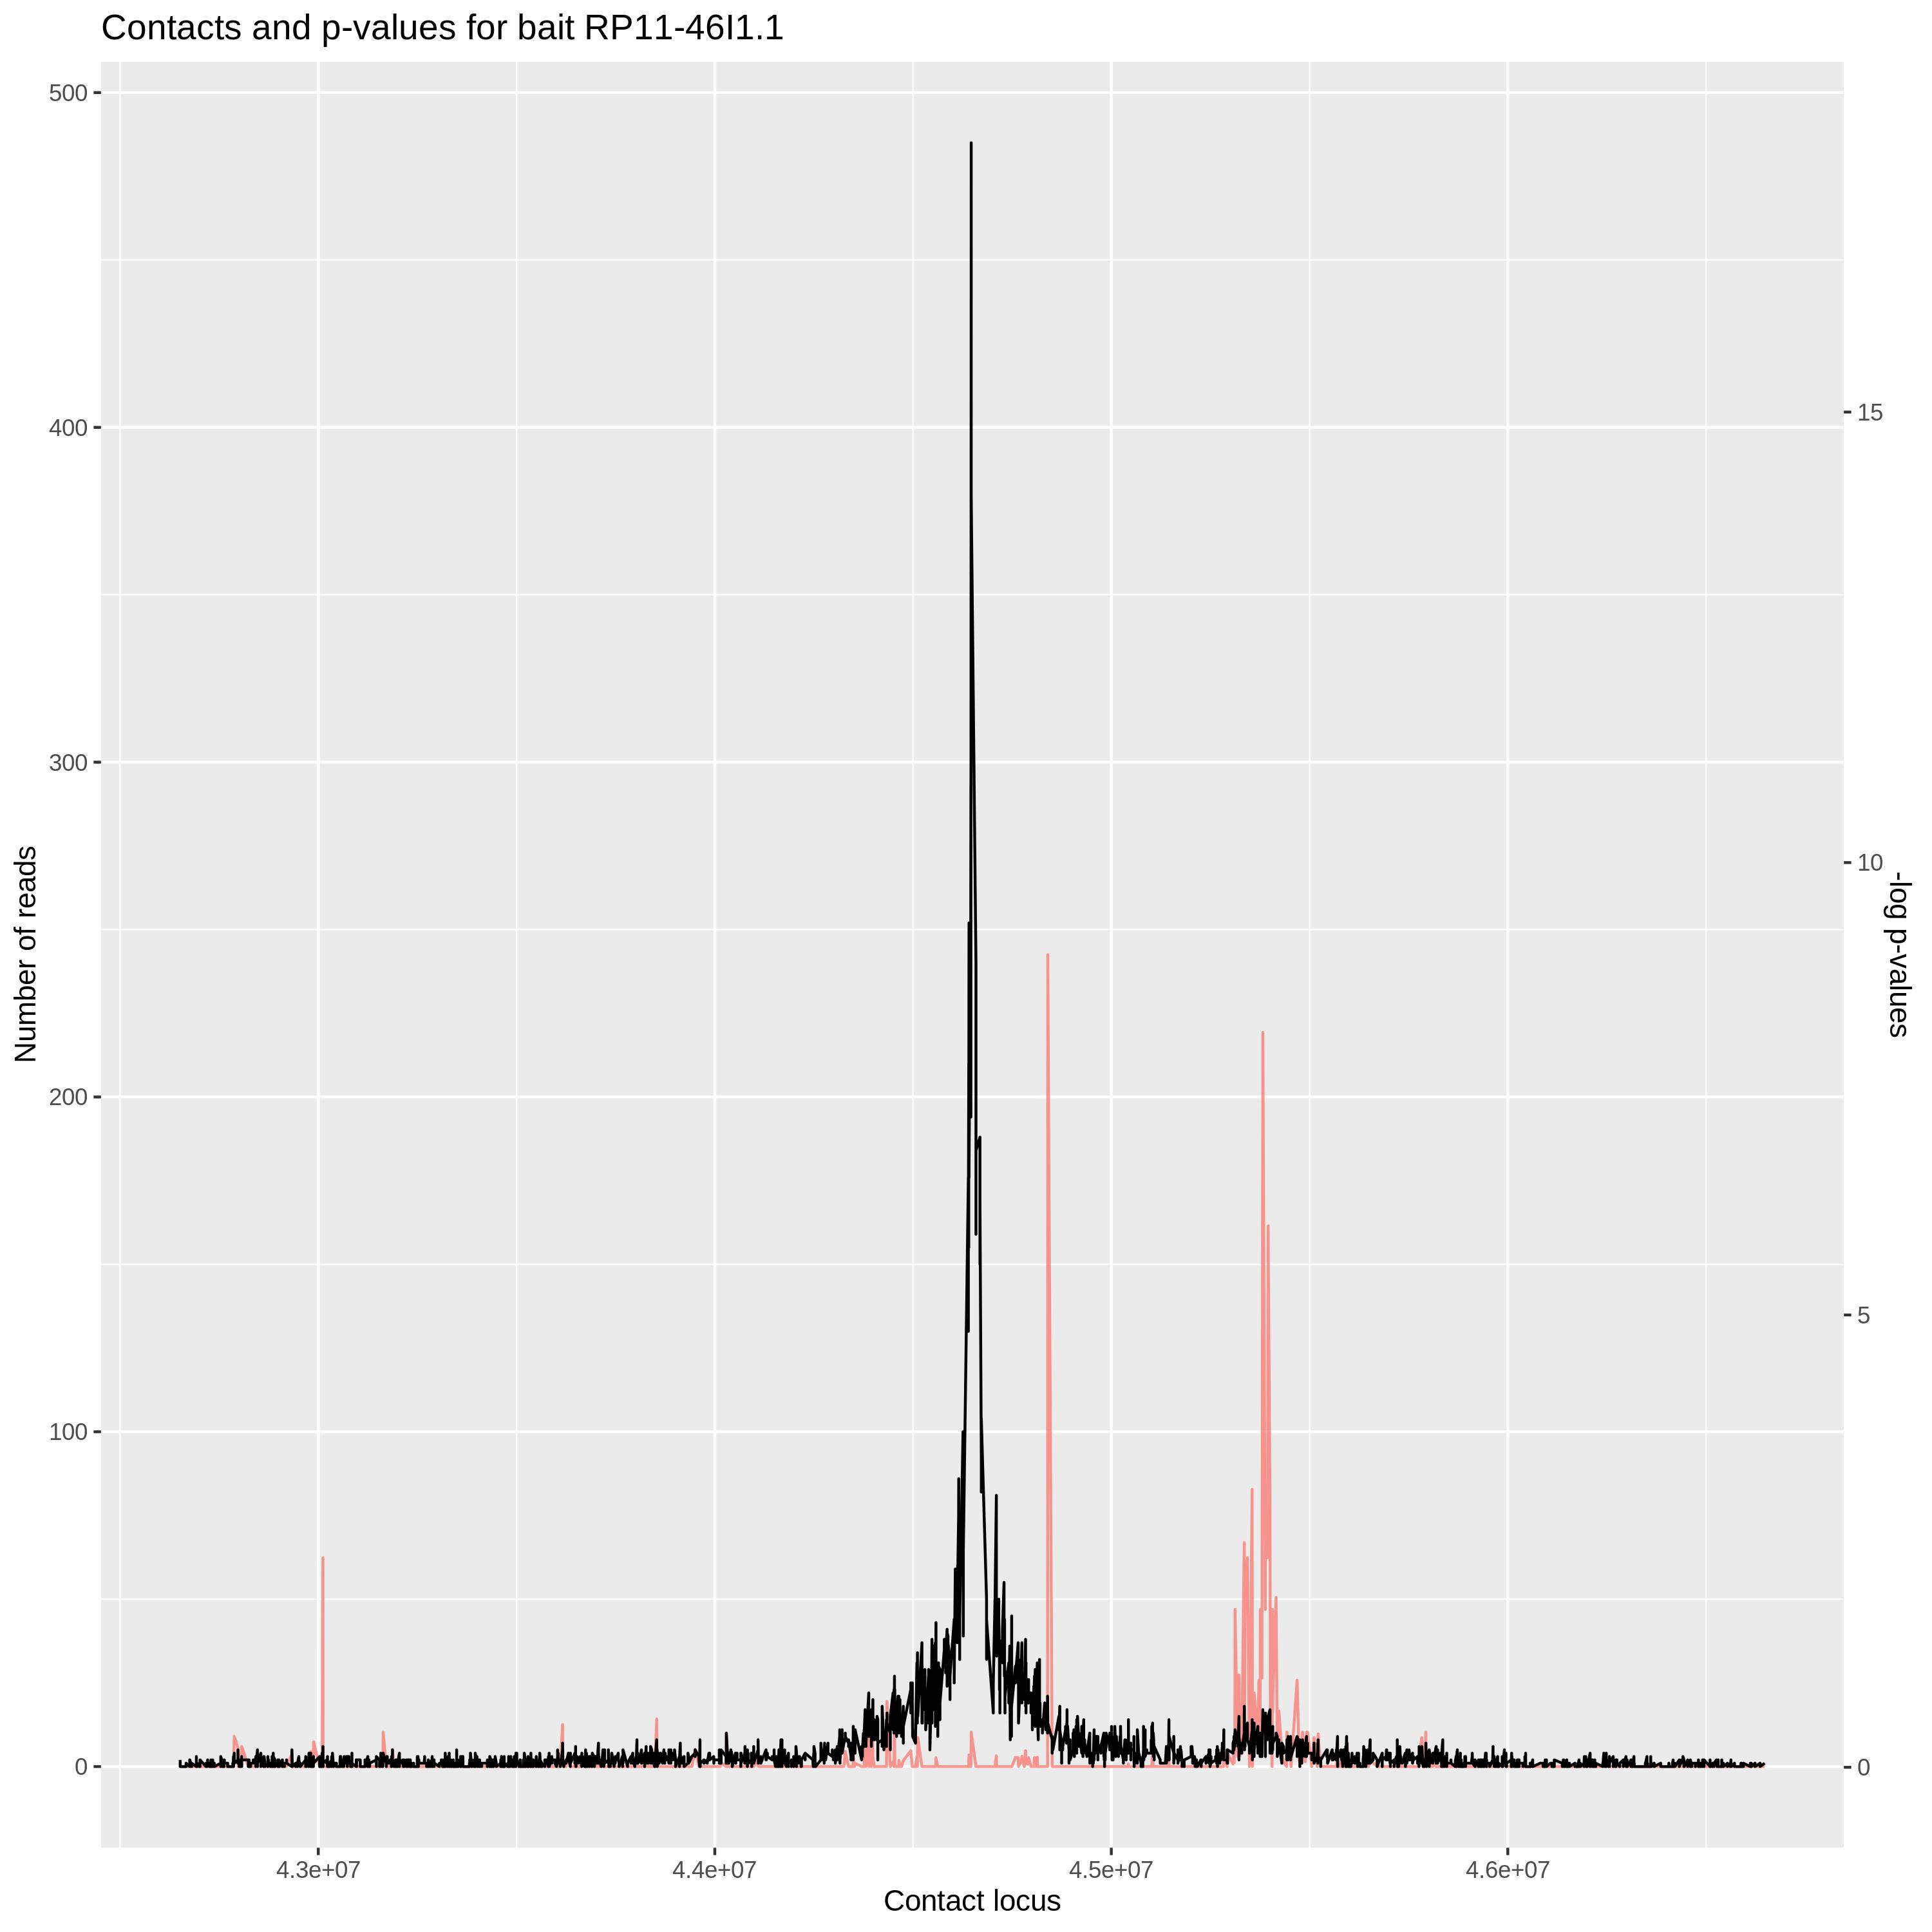 Contacts and p-values for bait RP11-46I1.1
500
400
300
200
100
0
Number of reads
15
10
5
0
-log p-values
4.3e+07
4.4e+07
4.5e+07
4.6e+07
Contact locus